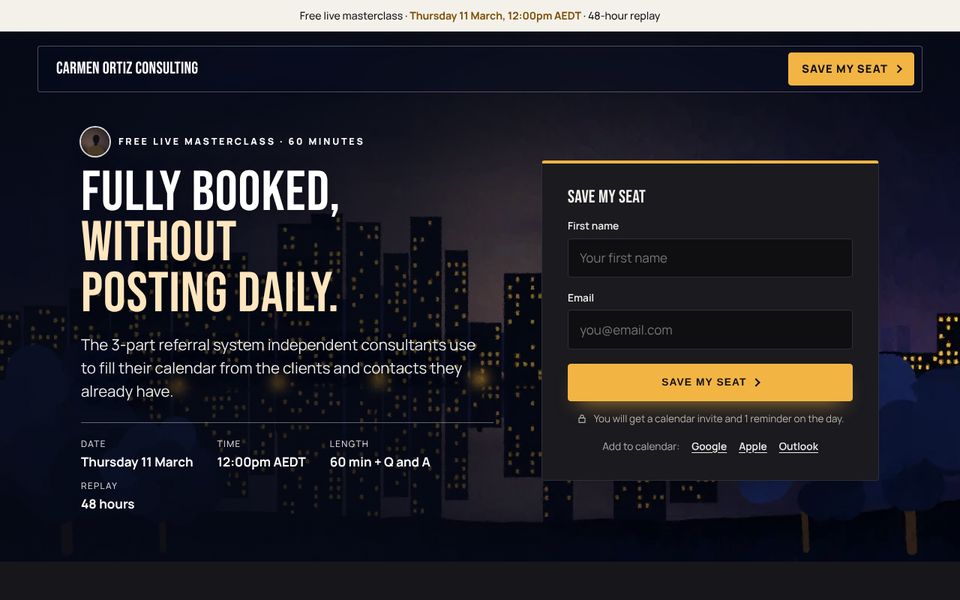 Free live masterclass · Thursday 11 March, 12:00pm AEDT · 48-hour replay
CARMEN ORTIZ CONSULTING
SAVE MY SEAT
FREE LIVE MASTERCLASS · 60 MINUTES
FULLY BOOKED,
WITHOUT
POSTING DAILY.
The 3-part referral system independent consultants use
to fill their calendar from the clients and contacts they
already have.
DATE
Thursday 11 March
TIME
12:00pm AEDT
LENGTH
60 min + Q and A
REPLAY
48 hours
SAVE MY SEAT
First name
Your first name
Email
you@email.com
SAVE MY SEAT
You will get a calendar invite and 1 reminder on the day.
Add to calendar: Google Apple Outlook